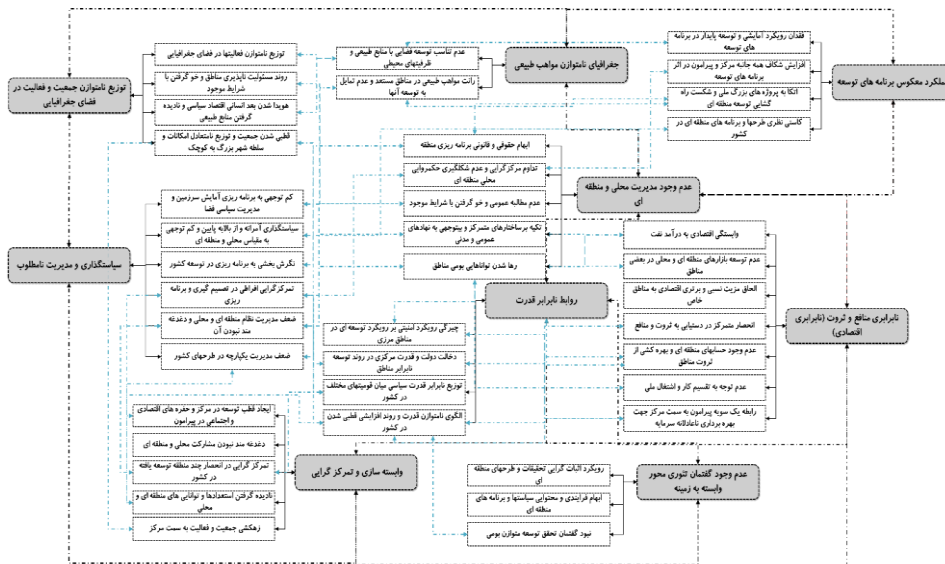 عملکرد معکوس برنامه های توسعه
فقدان رویکرد آمایشی و توسعه پایدار در برنامه
های توسعه
افزایش شکاف همه جانبه مرکز و پیرامون در اثر
برنامه های توسعه
اتکا به پروژه های بزرگ ملی و شکست راه
گشایی توسعه منطقه ای
کاستی نظری طرحها و برنامه های منطقه ای در
کشور
جغرافیای نامتوازن مواهب طبیعی
عدم تناسب توسعه فضایی با منابع طبیعی و
ظرفیتهای محیطی
رانت مواهب طبیعی در مناطق مستعد و عدم تمایل
به توسعه آنها
توزیع نامتوازن جمعیت و فعالیت در
فضای جغرافیایی
توزیع نامتوازن فعالیتها در فضای جغرافیایی
روند مسئولیت ناپذیری مناطق و خو گرفتن با
شرایط موجود
هویدا شدن بعد انسانی اقتصاد سیاسی و نادیده
گرفتن منابع طبیعی
قطبی شدن جمعیت و توزیع نامتعادل امکانات و
سلطه شهر بزرگ به کوچک
عدم وجود مدیریت محلی و منطقه
ای
ابهام حقوقی و قانونی برنامه ریزی منطقه
تداوم مرکزگرایی و عدم شکلگیری حکمروایی
محلی منطقه ای
عدم مطالبه عمومی و خو گرفتن با شرایط موجود
تکیه برساختارهای متمرکز و بیتوجهی به نهادهای
عمومی و مدنی
رها شدن تواناهایی بومی مناطق
سیاستگذاری و مدیریت نامطلوب
کم توجهی به برنامه ریزی آمایش سرزمین و
مدیریت سیاسی فضا
سیاستگذاری آمرانه و از بالابه پایین و کم توجهی
به مقیاس محلی و منطقه ای
نگرش بخشی به برنامه ریزی در توسعه کشور
تمرکزگرایی افراطی در تصمیم گیری و برنامه
ریزی
ضعف مدیریت نظام منطقه ای و محلی و دغدغه
مند نبودن آن
ضعف مدیریت یکپارچه در طرحهای کشور
نابرابری منافع و ثروت (نابرابری
اقتصادی)
وابستگی اقتصادی به درآمد نفت
عدم توسعه بازارهای منطقه ای و محلی در بعضی
مناطق
الحاق مزیت نسبی و برتری اقتصادی به مناطق
خاص
انحصار متمرکز در دستیابی به ثروت و منافع
عدم وجود حسابهای منطقه ای و بهره کشی از
ثروت مناطق
عدم توجه به تقسیم کار و اشتغال ملی
رابطه یک سویه پیرامون به سمت مرکز جهت
بهره برداری ناعادلانه سرمایه
روابط نابرابر قدرت
چیرگی رویکرد امنیتی بر رویکرد توسعه ای در
مناطق مرزی
دخالت دولت و قدرت مرکزی در روند توسعه
نابرابر مناطق
توزیع نابرابر قدرت سیاسی میان قومیتهای مختلف
در کشور
الگوی نامتوازن قدرت و روند افزایشی قطبی شدن
در کشور
وابسته سازی و تمرکز گرایی
ایجاد قطب توسعه در مرکز و حفره های اقتصادی
و اجتماعی در پیرامون
دغدغه مند نبودن مشارکت محلی و منطقه ای
تمرکز گرایی در انحصار چند منطقه توسعه یافته
در کشور
نادیده گرفتن استعدادها و توانایی های منطقه ای و
محلی
زهکشی جمعیت و فعالیت به سمت مرکز
عدم وجود گفتمان تئوری محور
وابسته به زمینه
رویکرد اثبات گرایی تحقیقات و طرحهای منطقه
ای
ابهام فرایندی و محتوایی سیاستها و برنامه های
منطقه ای
نبود گفتمان تحقق توسعه متوازن بومی